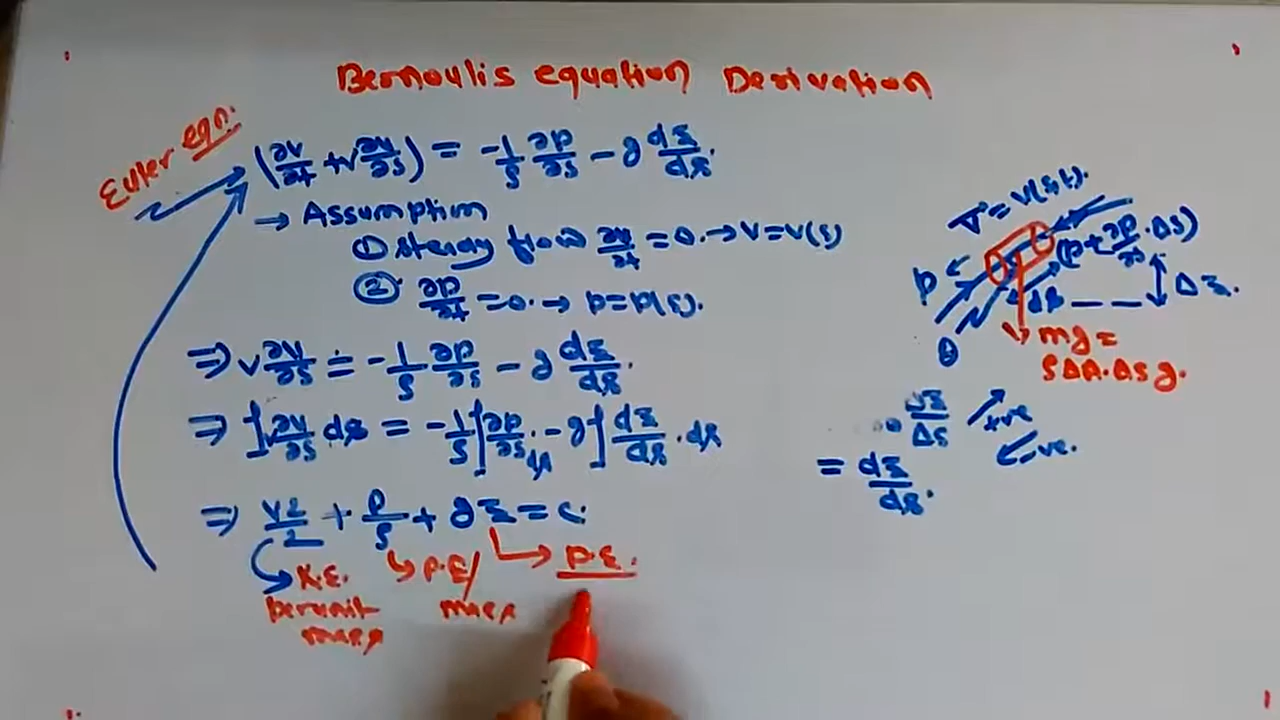 Bernoulis equation Derivation
Euler eqn.
(∂v/∂t + v ∂v/∂s) = -1/ρ ∂p/∂s - g dz/ds.
→ Assumption
① steady flow ∂v/∂t = 0. → v = v(s)
② ∂p/∂t = 0. → p = p(s).
⇒ v ∂v/∂s = -1/ρ ∂p/∂s - g dz/ds.
⇒ ∫v ∂v/∂s ds = -1/ρ ∫∂p/∂s ds - g ∫dz/ds . ds
⇒ v2/2 + p/ρ + gz = c.
K.E. per unit mass
P.E/mass
P.E.
V = v(s,t).
p
(p + ∂p/∂s . Δs)
ds
Δz.
θ
mg =
ρΔA.Δs g.
Δz/Δs
+ve
-ve.
= dz/ds.